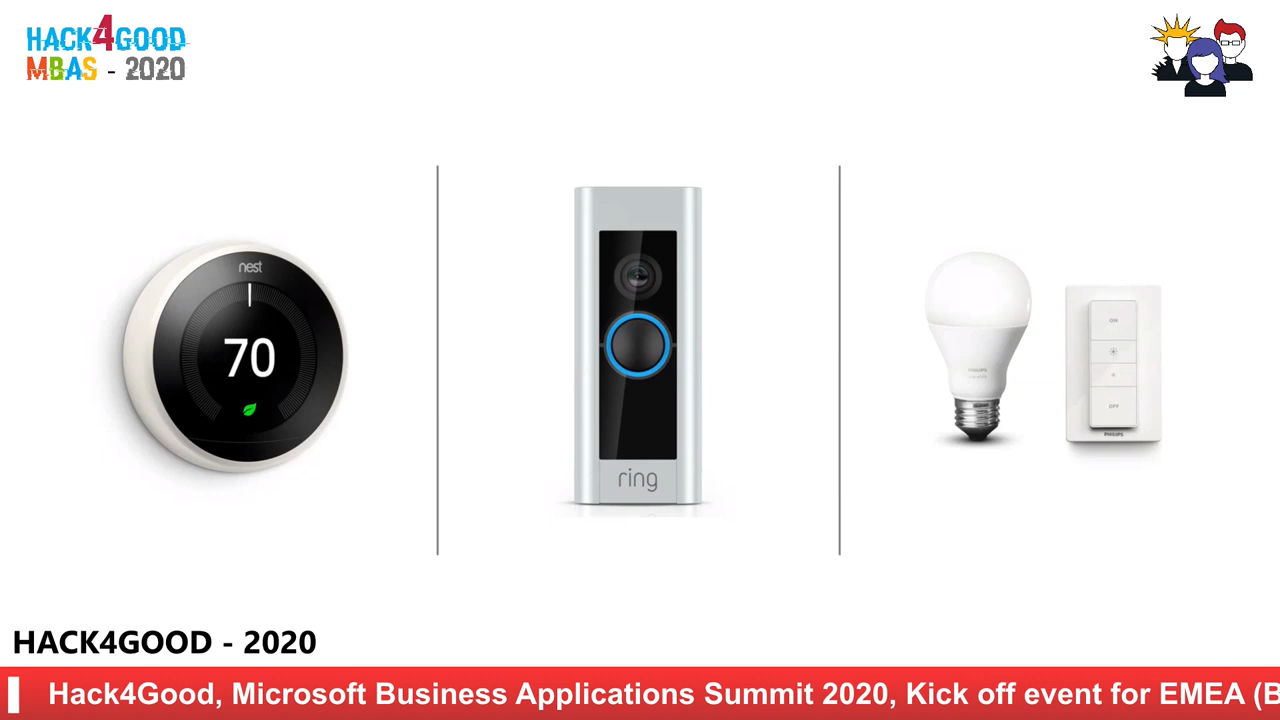 HACK4GOOD
MBAS - 2020
nest
70
ring
PHILIPS
ON
OFF
PHILIPS
HACK4GOOD - 2020
Hack4Good, Microsoft Business Applications Summit 2020, Kick off event for EMEA (B